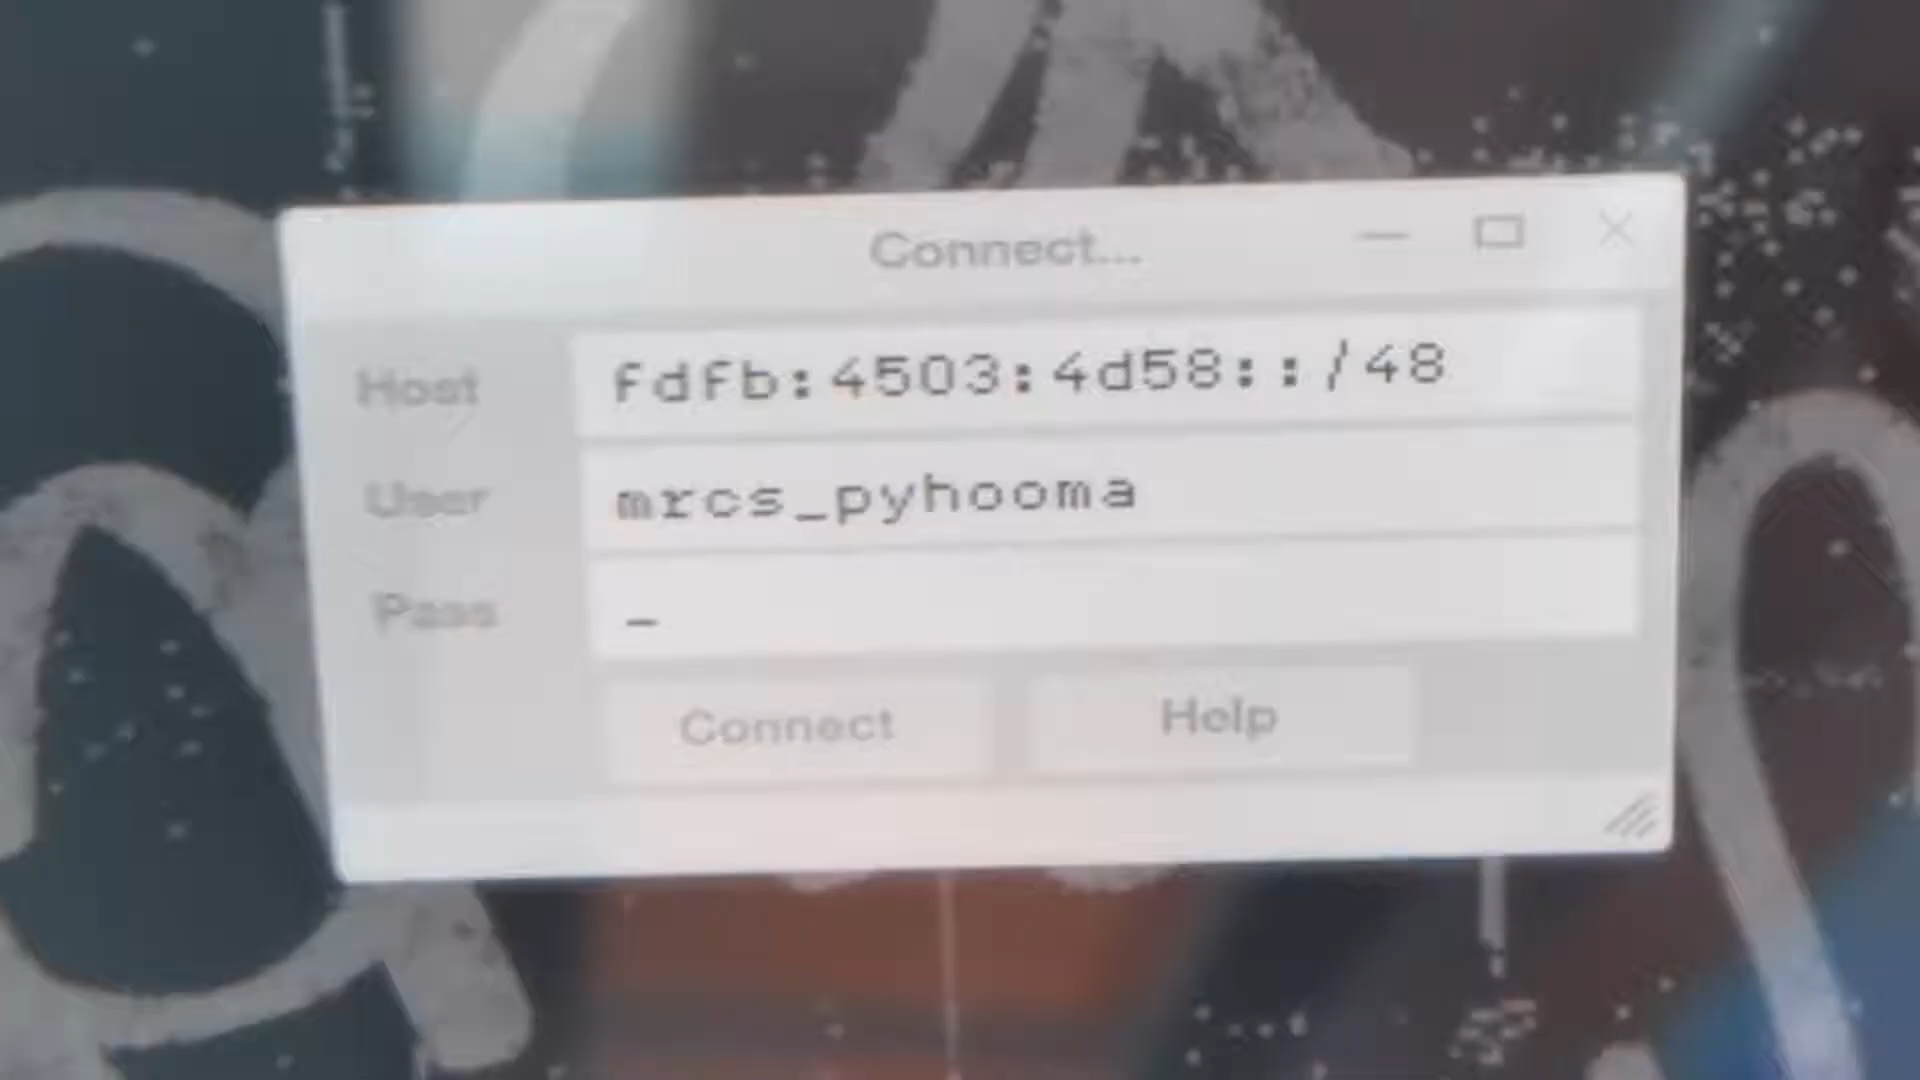 Connect...
Host fdfb:4503:4d58::/48
User mrcs_pyhooma
Pass _
Connect Help